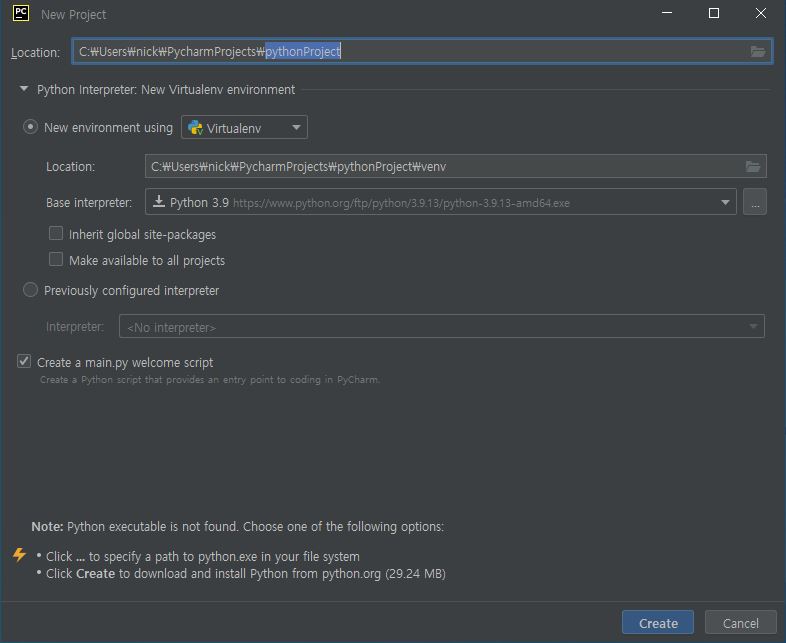 PC New Project
Location: C:₩Users₩nick₩PycharmProjects₩pythonProject
Python Interpreter: New Virtualenv environment
New environment using Virtualenv
Location: C:₩Users₩nick₩PycharmProjects₩pythonProject₩venv
Base interpreter: Python 3.9 https://www.python.org/ftp/python/3.9.13/python-3.9.13-amd64.exe ...
Inherit global site-packages
Make available to all projects
Previously configured interpreter
Interpreter: <No interpreter>
Create a main.py welcome script
Create a Python script that provides an entry point to coding in PyCharm.
Note: Python executable is not found. Choose one of the following options:
• Click ... to specify a path to python.exe in your file system
• Click Create to download and install Python from python.org (29.24 MB)
Create Cancel